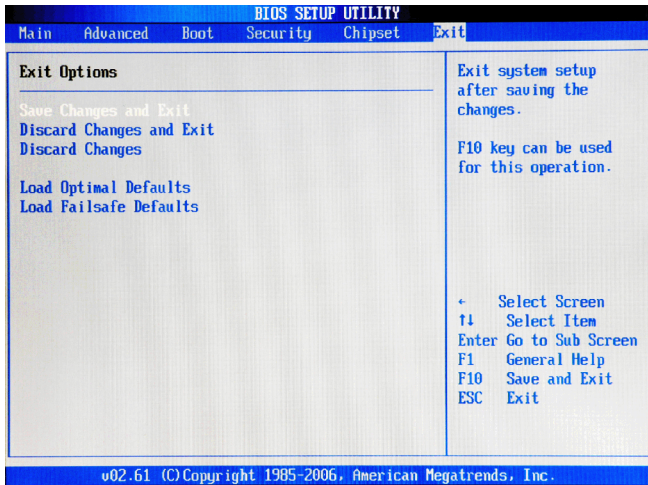 BIOS SETUP UTILITY
Main Advanced Boot Security Chipset Exit
Exit Options
Save Changes and Exit
Discard Changes and Exit
Discard Changes
Load Optimal Defaults
Load Failsafe Defaults
Exit system setup
after saving the
changes.
F10 key can be used
for this operation.
← Select Screen
↑↓ Select Item
Enter Go to Sub Screen
F1 General Help
F10 Save and Exit
ESC Exit
v02.61 (C)Copyright 1985-2006, American Megatrends, Inc.